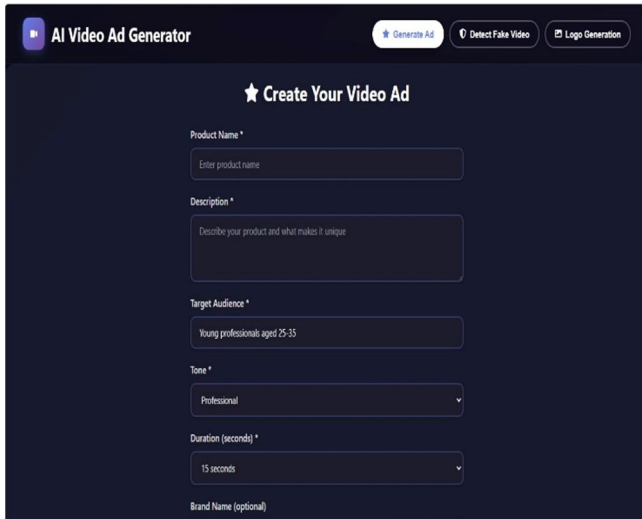 AI Video Ad Generator
Generate Ad
Detect Fake Video
Logo Generation
Create Your Video Ad
Product Name *
Enter product name
Description *
Describe your product and what makes it unique
Target Audience *
Young professionals aged 25-35
Tone *
Professional
Duration (seconds) *
15 seconds
Brand Name (optional)